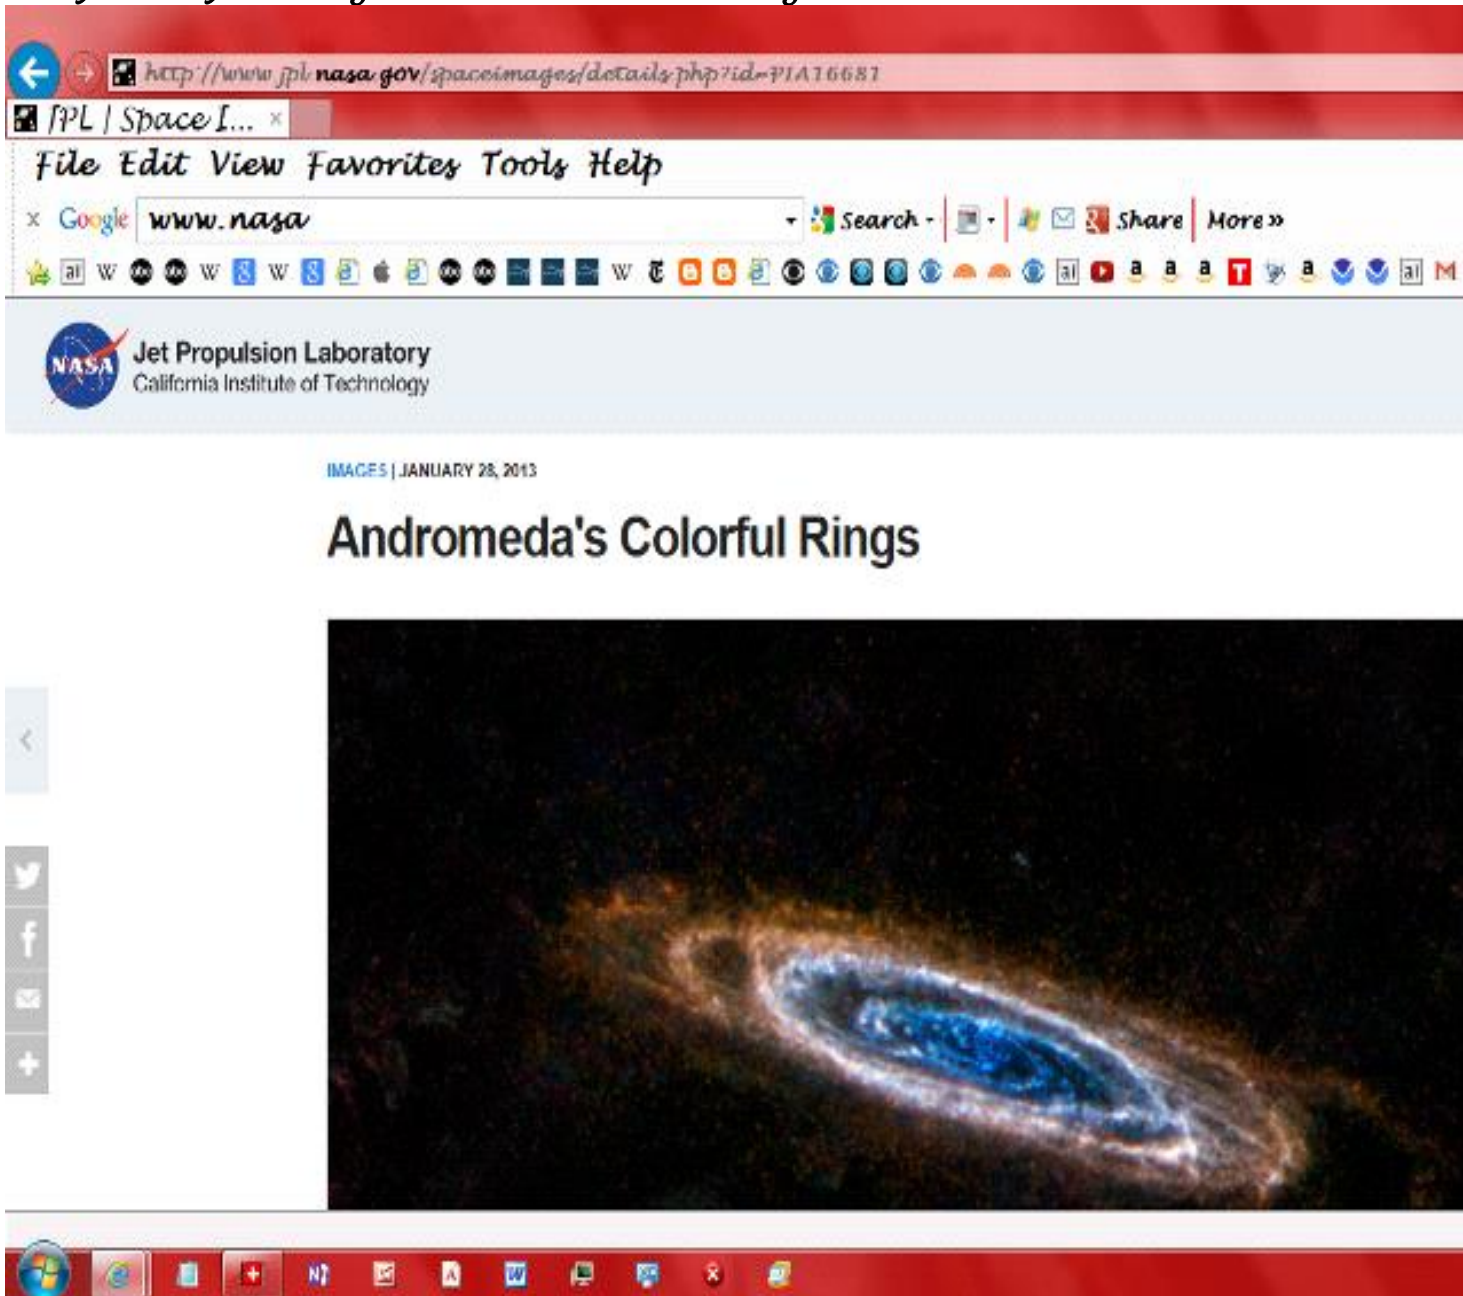 http://www.jpl.nasa.gov/spaceimages/details.php?id=PIA16681
JPL | Space I...
File Edit View Favorites Tools Help
x Google www.nasa Search Share More »
NASA Jet Propulsion Laboratory
California Institute of Technology
IMAGES | JANUARY 28, 2013
Andromeda's Colorful Rings